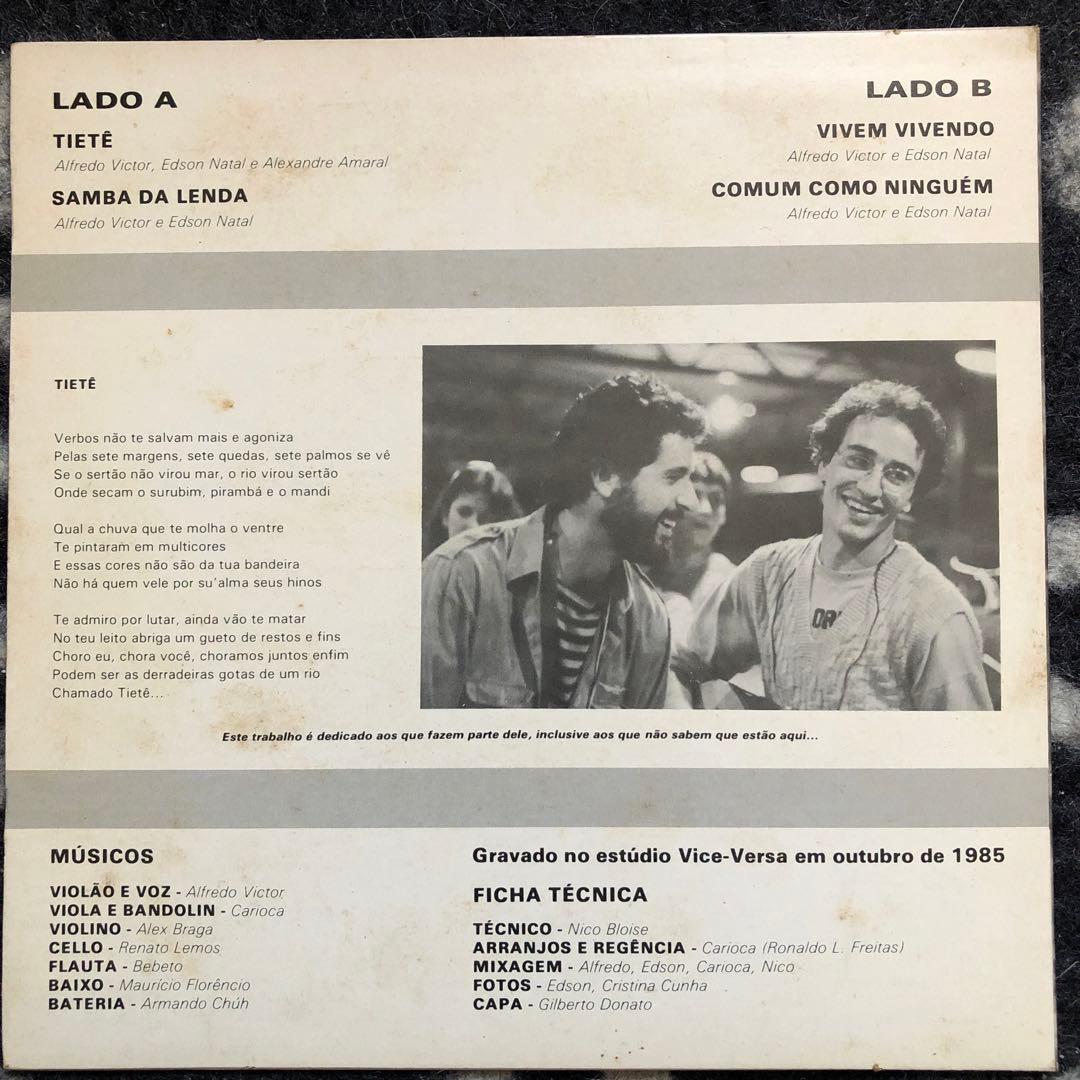 LADO A
TIETÊ
Alfredo Victor, Edson Natal e Alexandre Amaral
SAMBA DA LENDA
Alfredo Victor e Edson Natal
LADO B
VIVEM VIVENDO
Alfredo Victor e Edson Natal
COMUM COMO NINGUÉM
Alfredo Victor e Edson Natal
TIETÊ
Verbos não te salvam mais e agoniza
Pelas sete margens, sete quedas, sete palmos se vê
Se o sertão não virou mar, o rio virou sertão
Onde secam o surubim, pirambá e o mandi
Qual a chuva que te molha o ventre
Te pintaram em multicores
E essas cores não são da tua bandeira
Não há quem vele por su'alma seus hinos
Te admiro por lutar, ainda vão te matar
No teu leito abriga um gueto de restos e fins
Choro eu, chora você, choramos juntos enfim
Podem ser as derradeiras gotas de um rio
Chamado Tietê...
Este trabalho é dedicado aos que fazem parte dele, inclusive aos que não sabem que estão aqui...
MÚSICOS
VIOLÃO E VOZ - Alfredo Victor
VIOLA E BANDOLIN - Carioca
VIOLINO - Alex Braga
CELLO - Renato Lemos
FLAUTA - Bebeto
BAIXO - Maurício Florêncio
BATERIA - Armando Chúh
Gravado no estúdio Vice-Versa em outubro de 1985
FICHA TÉCNICA
TÉCNICO - Nico Bloise
ARRANJOS E REGÊNCIA - Carioca (Ronaldo L. Freitas)
MIXAGEM - Alfredo, Edson, Carioca, Nico
FOTOS - Edson, Cristina Cunha
CAPA - Gilberto Donato